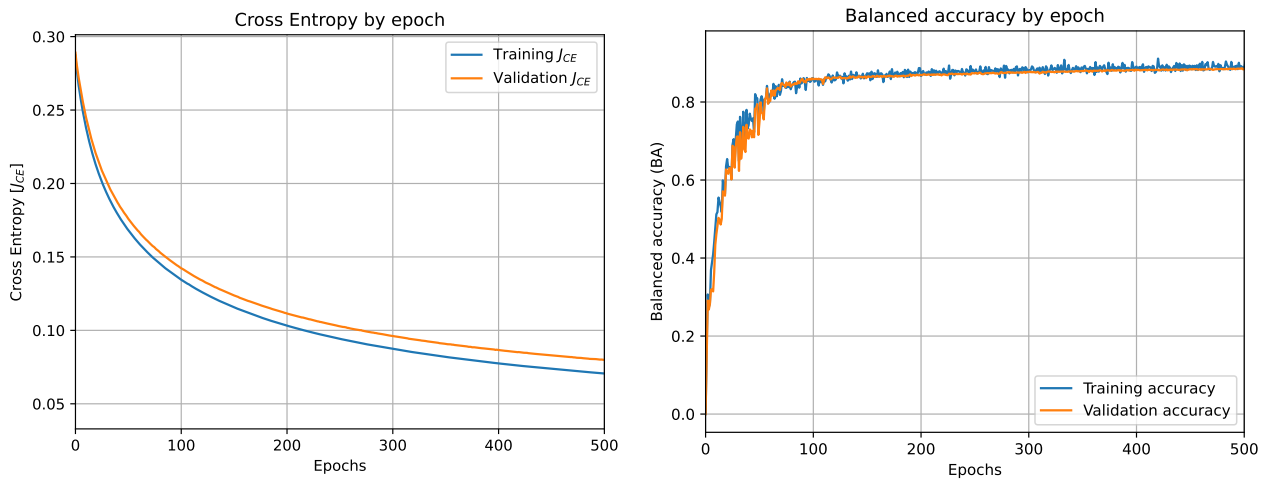 Cross Entropy by epoch
Cross Entropy [J_CE]
0.30
0.25
0.20
0.15
0.10
0.05
Training J_CE
Validation J_CE
0 100 200 300 400 500
Epochs
Balanced accuracy by epoch
Balanced accuracy (BA)
0.8
0.6
0.4
0.2
0.0
Training accuracy
Validation accuracy
0 100 200 300 400 500
Epochs